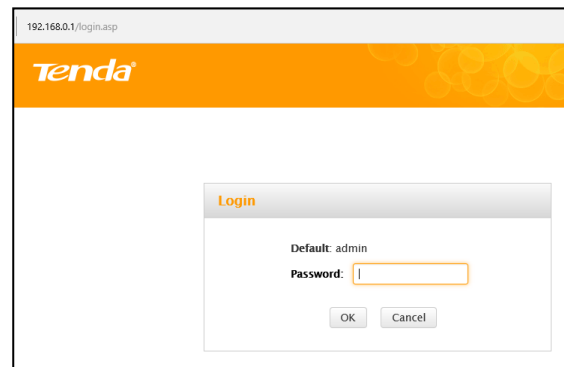 192.168.0.1/login.asp
Tenda®
Login
Default: admin
Password:
OK Cancel